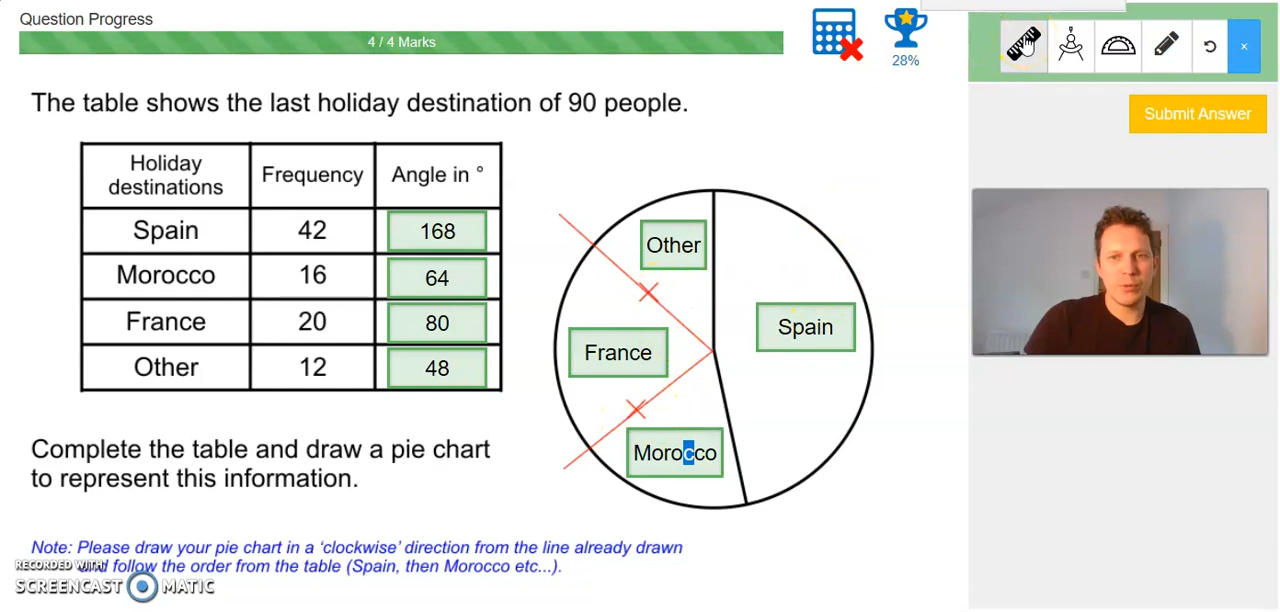 Question Progress
4 / 4 Marks
28%
×
Submit Answer
The table shows the last holiday destination of 90 people.
Holiday destinations Frequency Angle in °
Spain 42 168
Morocco 16 64
France 20 80
Other 12 48
Other
Spain
France
Morocco
Complete the table and draw a pie chart
to represent this information.
Note: Please draw your pie chart in a 'clockwise' direction from the line already drawn
and follow the order from the table (Spain, then Morocco etc...).
RECORDED WITH
SCREENCAST MATIC